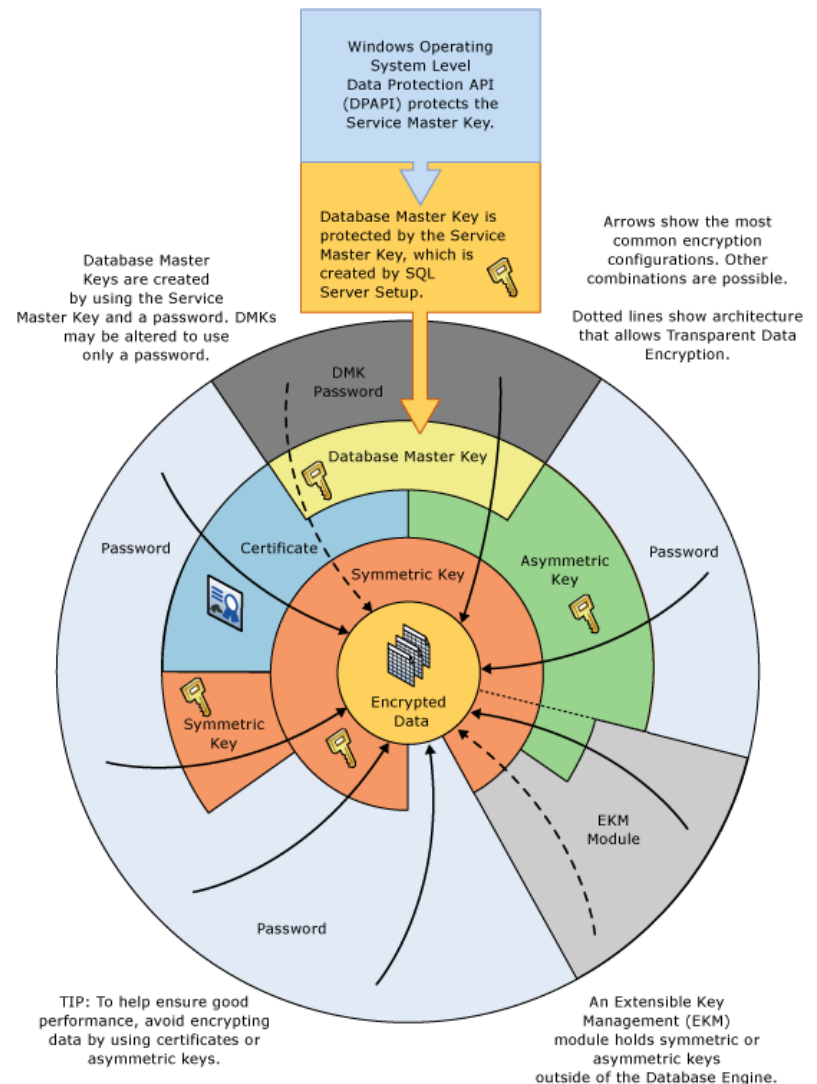 Windows Operating
System Level
Data Protection API
(DPAPI) protects the
Service Master Key.
Database Master Key is
protected by the Service
Master Key, which is
created by SQL
Server Setup.
Database Master
Keys are created
by using the Service
Master Key and a password. DMKs
may be altered to use
only a password.
Arrows show the most
common encryption
configurations. Other
combinations are possible.
Dotted lines show architecture
that allows Transparent Data
Encryption.
DMK
Password
Database Master Key
Password
Certificate
Symmetric Key
Asymmetric
Key
Password
Encrypted
Data
Symmetric
Key
EKM
Module
Password
TIP: To help ensure good
performance, avoid encrypting
data by using certificates or
asymmetric keys.
An Extensible Key
Management (EKM)
module holds symmetric or
asymmetric keys
outside of the Database Engine.